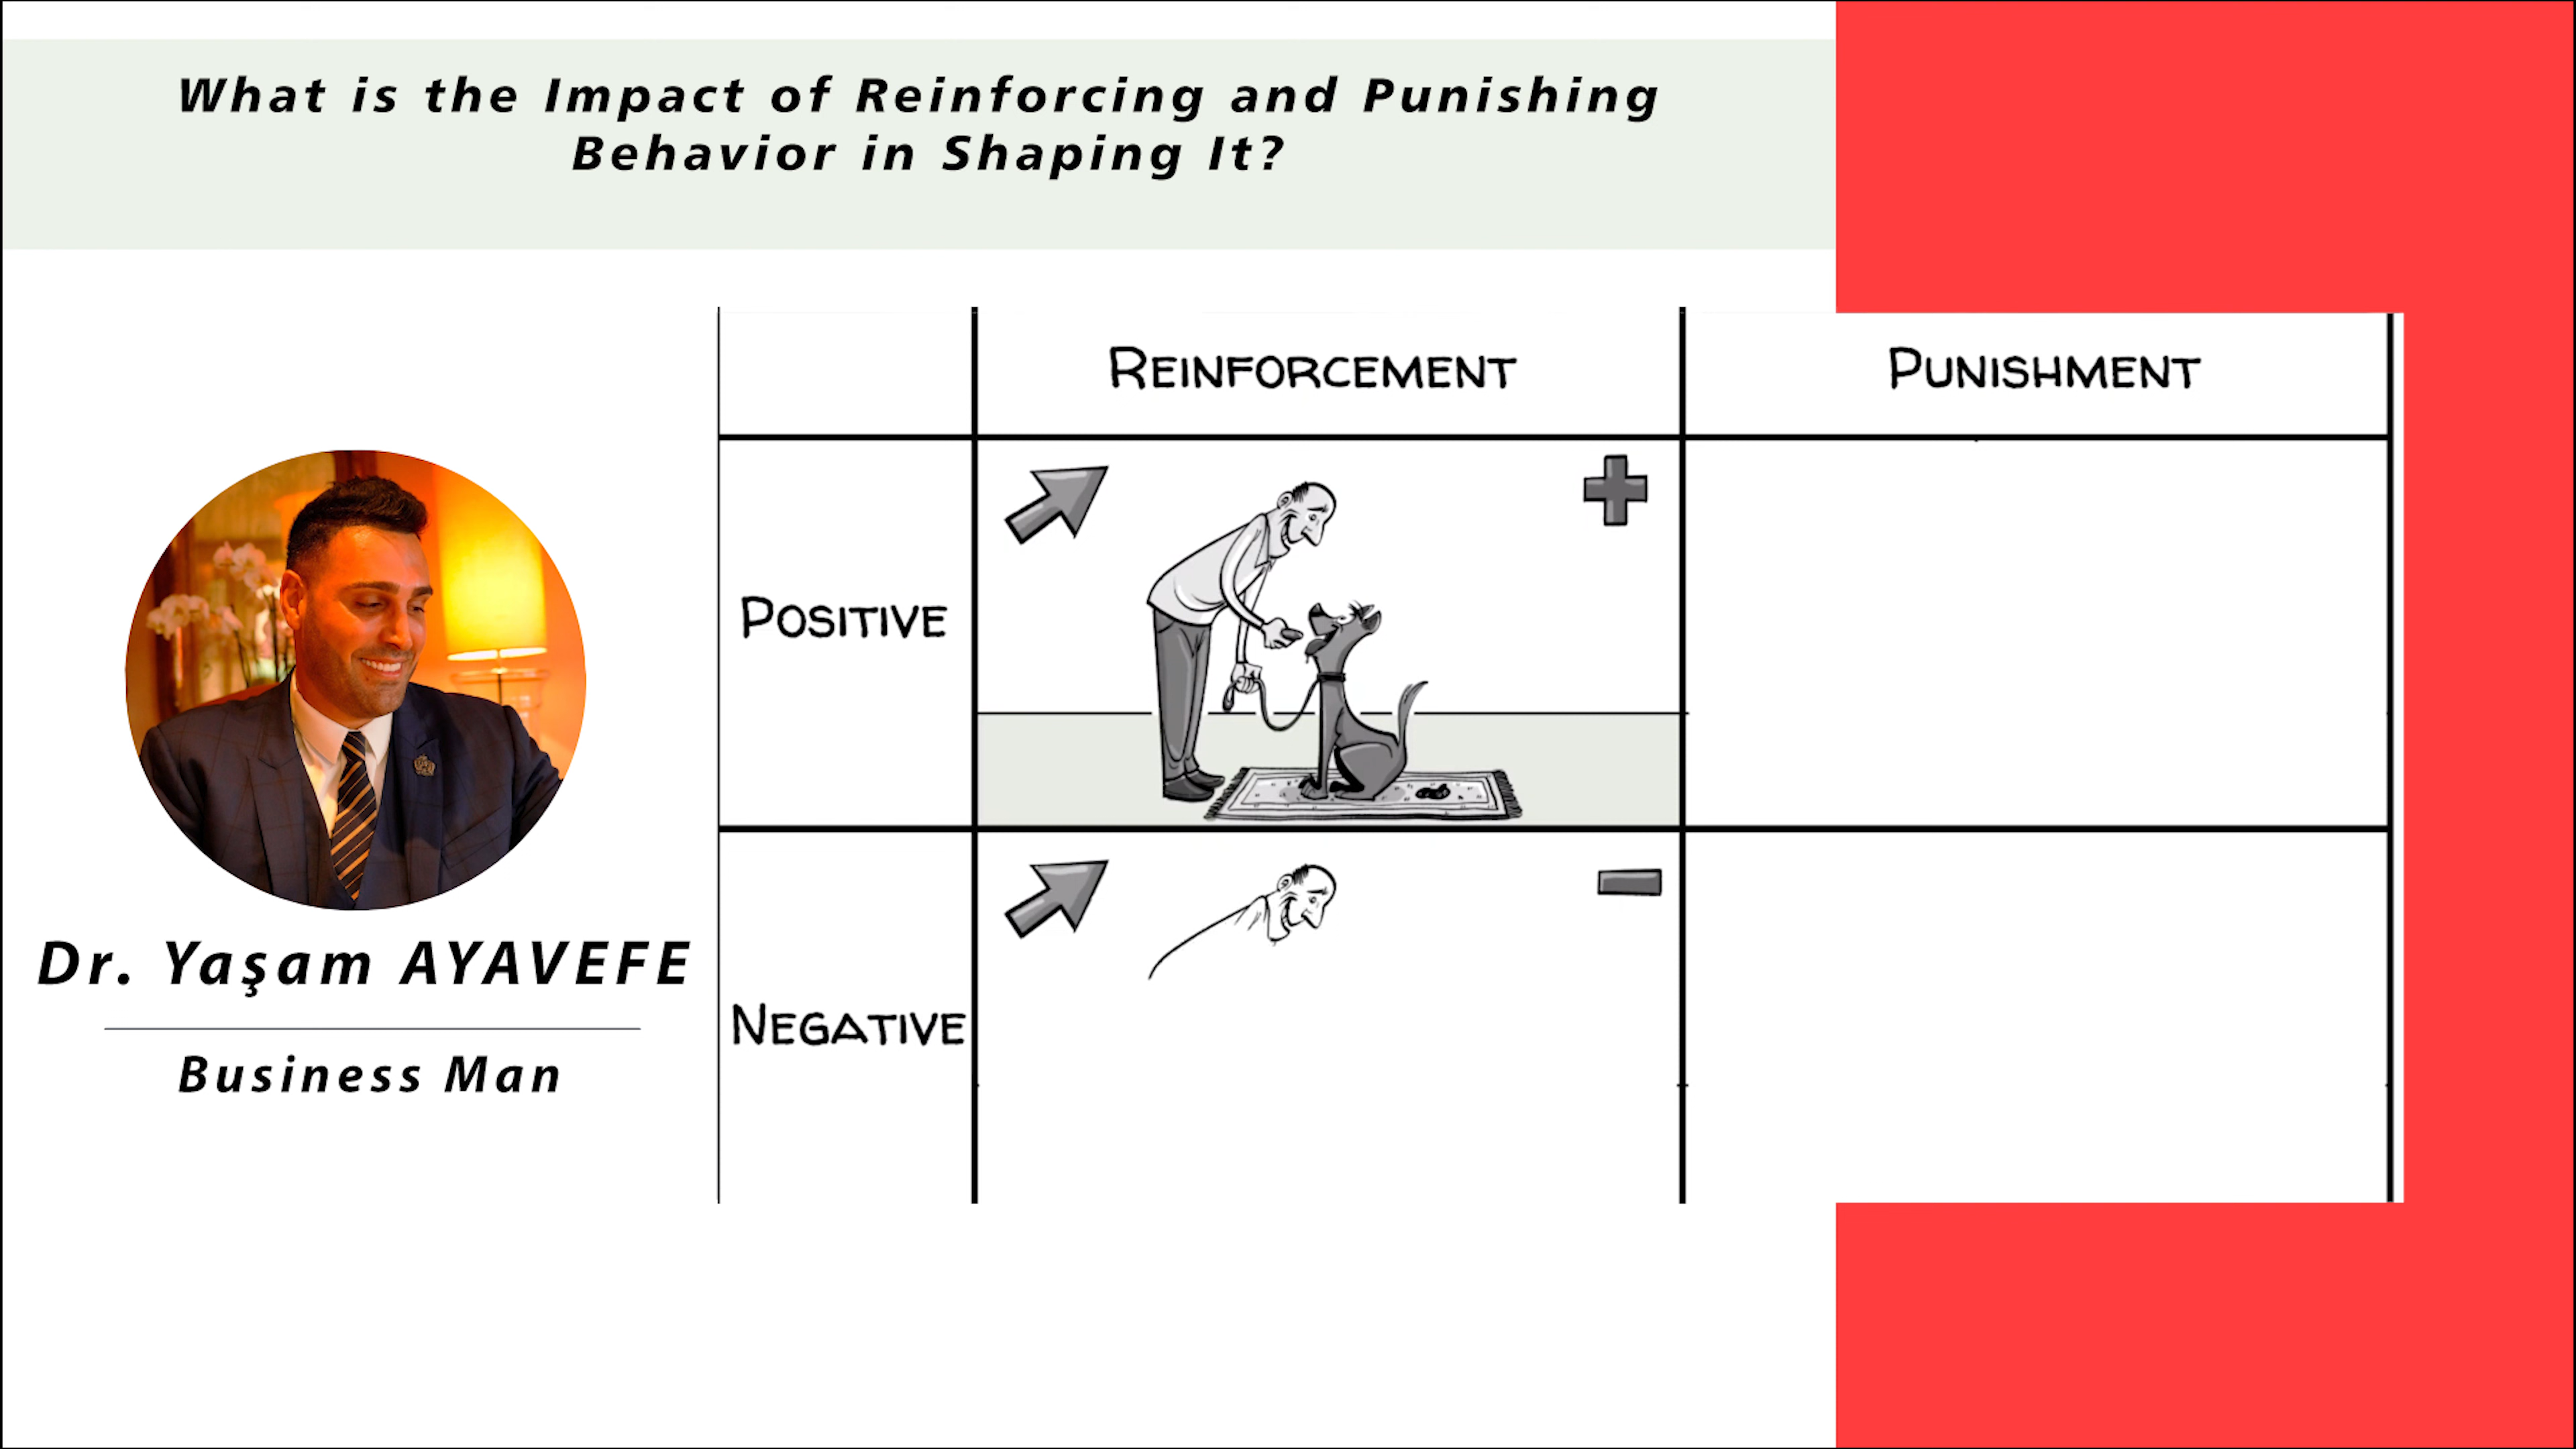 What is the Impact of Reinforcing and Punishing
Behavior in Shaping It?
REINFORCEMENT
PUNISHMENT
POSITIVE
NEGATIVE
Dr. Yaşam AYAVEFE
Business Man